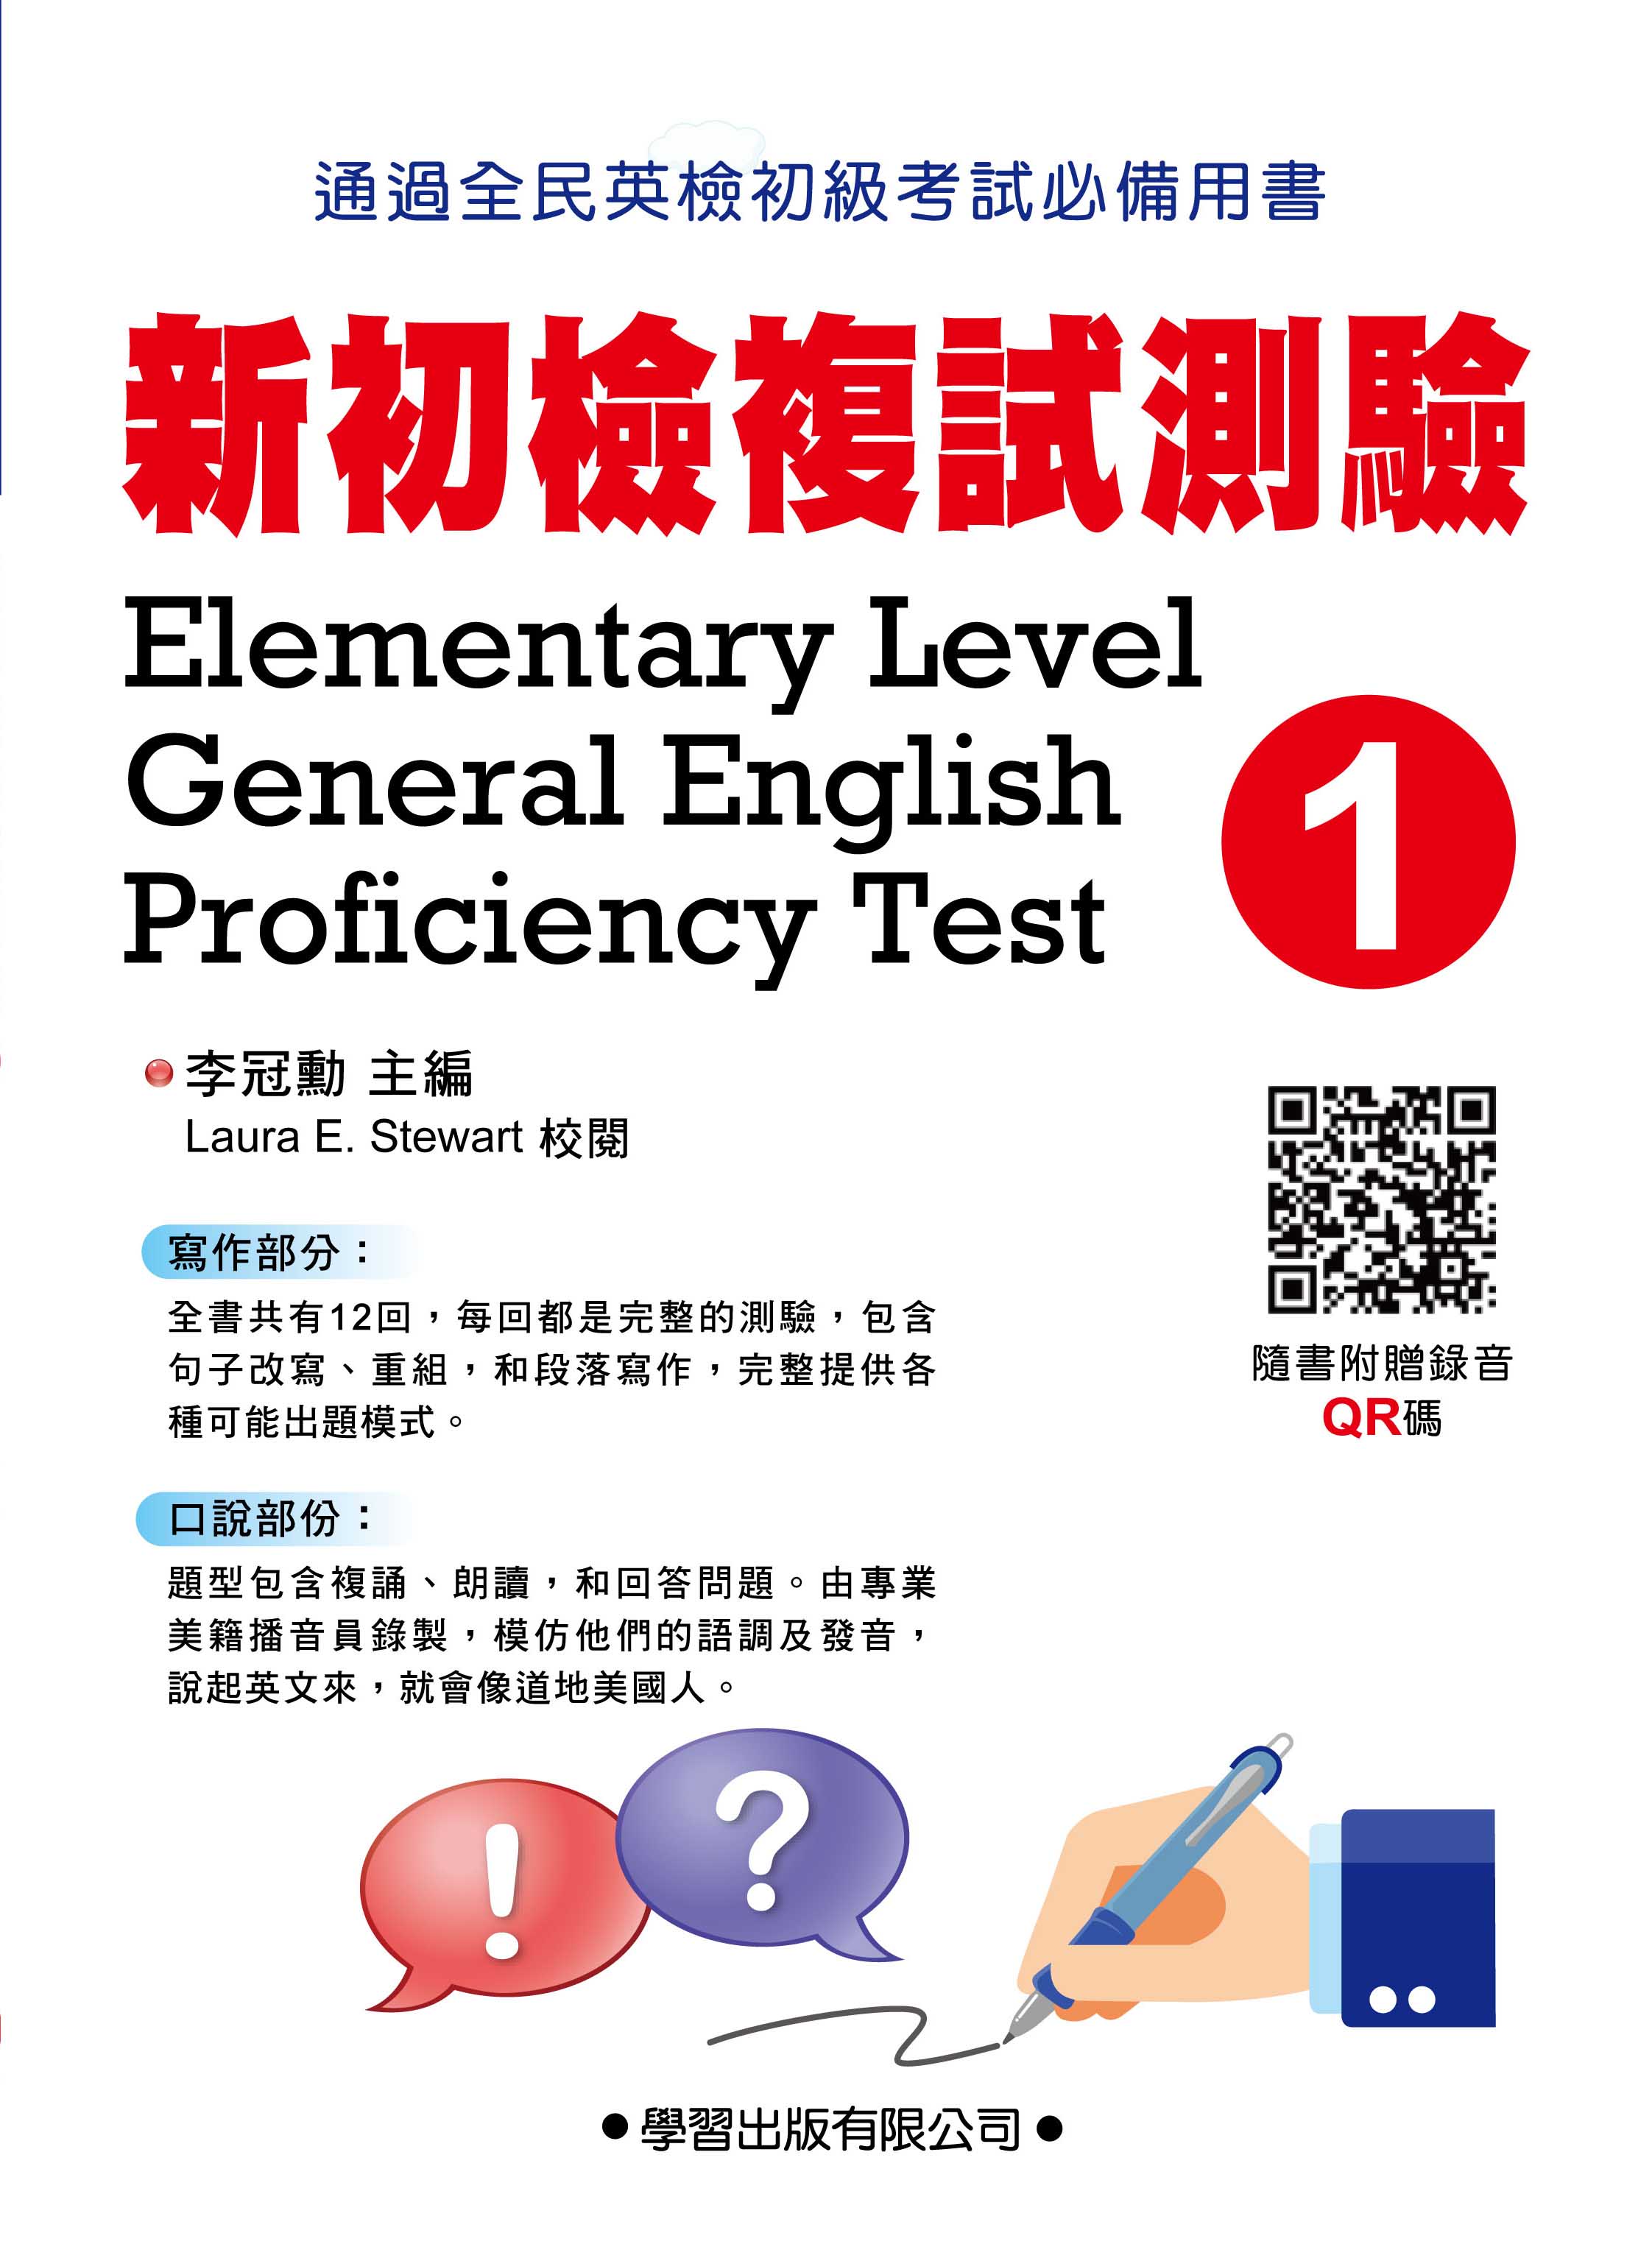 通過全民英檢初級考試必備用書
新初檢複試測驗
Elementary Level
General English
Proficiency Test
1
李冠勳 主編
Laura E. Stewart 校閱
寫作部分：
全書共有12回，每回都是完整的測驗，包含
句子改寫、重組，和段落寫作，完整提供各
種可能出題模式。
隨書附贈錄音
QR碼
口說部份：
題型包含複誦、朗讀，和回答問題。由專業
美籍播音員錄製，模仿他們的語調及發音，
說起英文來，就會像道地美國人。
!
?
●學習出版有限公司●